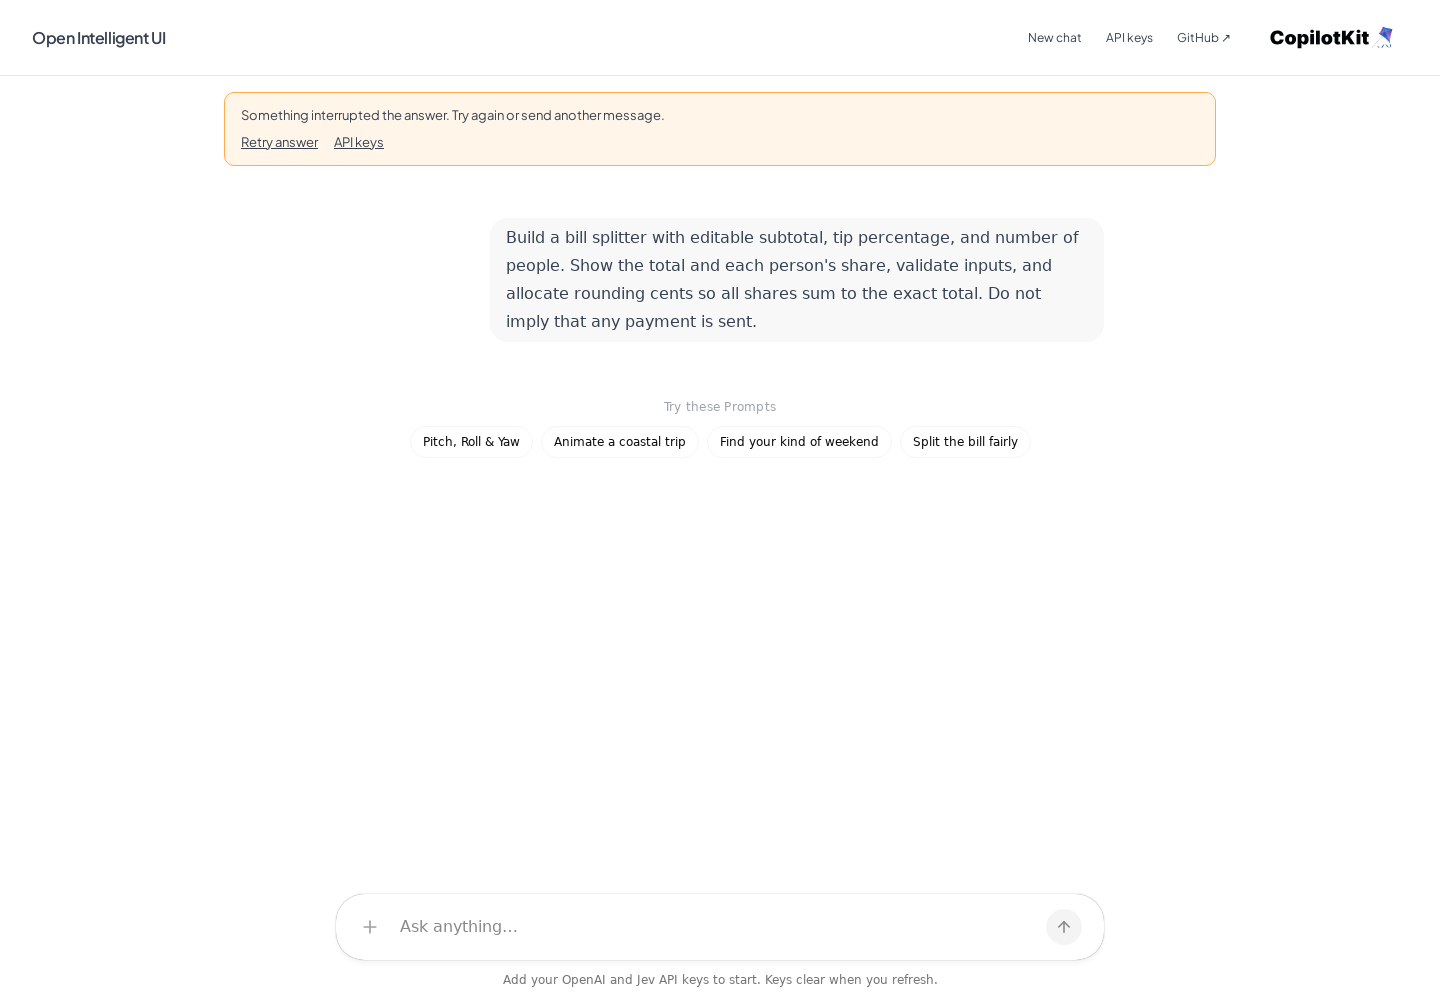 Open Intelligent UI
New chat
API keys
GitHub ↗
CopilotKit
Something interrupted the answer. Try again or send another message.
Retry answer
API keys
Build a bill splitter with editable subtotal, tip percentage, and number of
people. Show the total and each person's share, validate inputs, and
allocate rounding cents so all shares sum to the exact total. Do not
imply that any payment is sent.
Try these Prompts
Pitch, Roll & Yaw
Animate a coastal trip
Find your kind of weekend
Split the bill fairly
Ask anything...
Add your OpenAI and Jev API keys to start. Keys clear when you refresh.